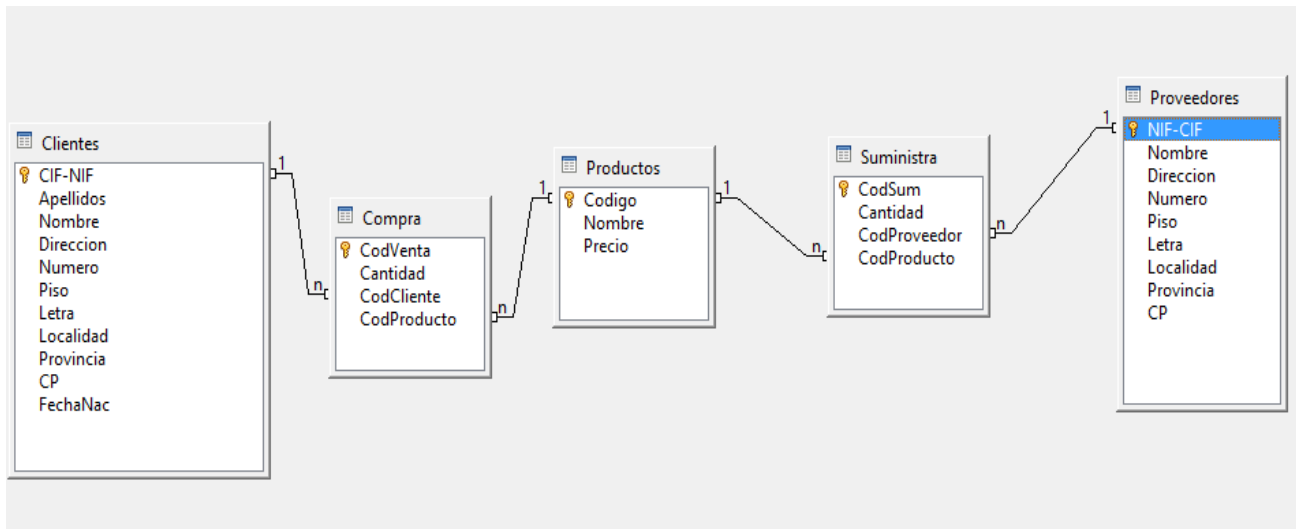 Clientes
CIF-NIF
Apellidos
Nombre
Direccion
Numero
Piso
Letra
Localidad
Provincia
CP
FechaNac
1
n
Compra
CodVenta
Cantidad
CodCliente
CodProducto
n
1
Productos
Codigo
Nombre
Precio
1
n
Suministra
CodSum
Cantidad
CodProveedor
CodProducto
n
1
Proveedores
NIF-CIF
Nombre
Direccion
Numero
Piso
Letra
Localidad
Provincia
CP